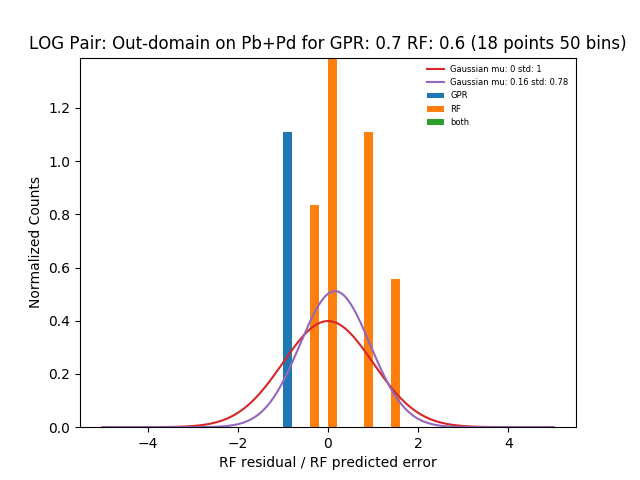 LOG Pair: Out-domain on Pb+Pd for GPR: 0.7 RF: 0.6 (18 points 50 bins)
Gaussian mu: 0 std: 1
Gaussian mu: 0.16 std: 0.78
GPR
RF
both
Normalized Counts
1.2
1.0
0.8
0.6
0.4
0.2
0.0
−4 −2 0 2 4
RF residual / RF predicted error